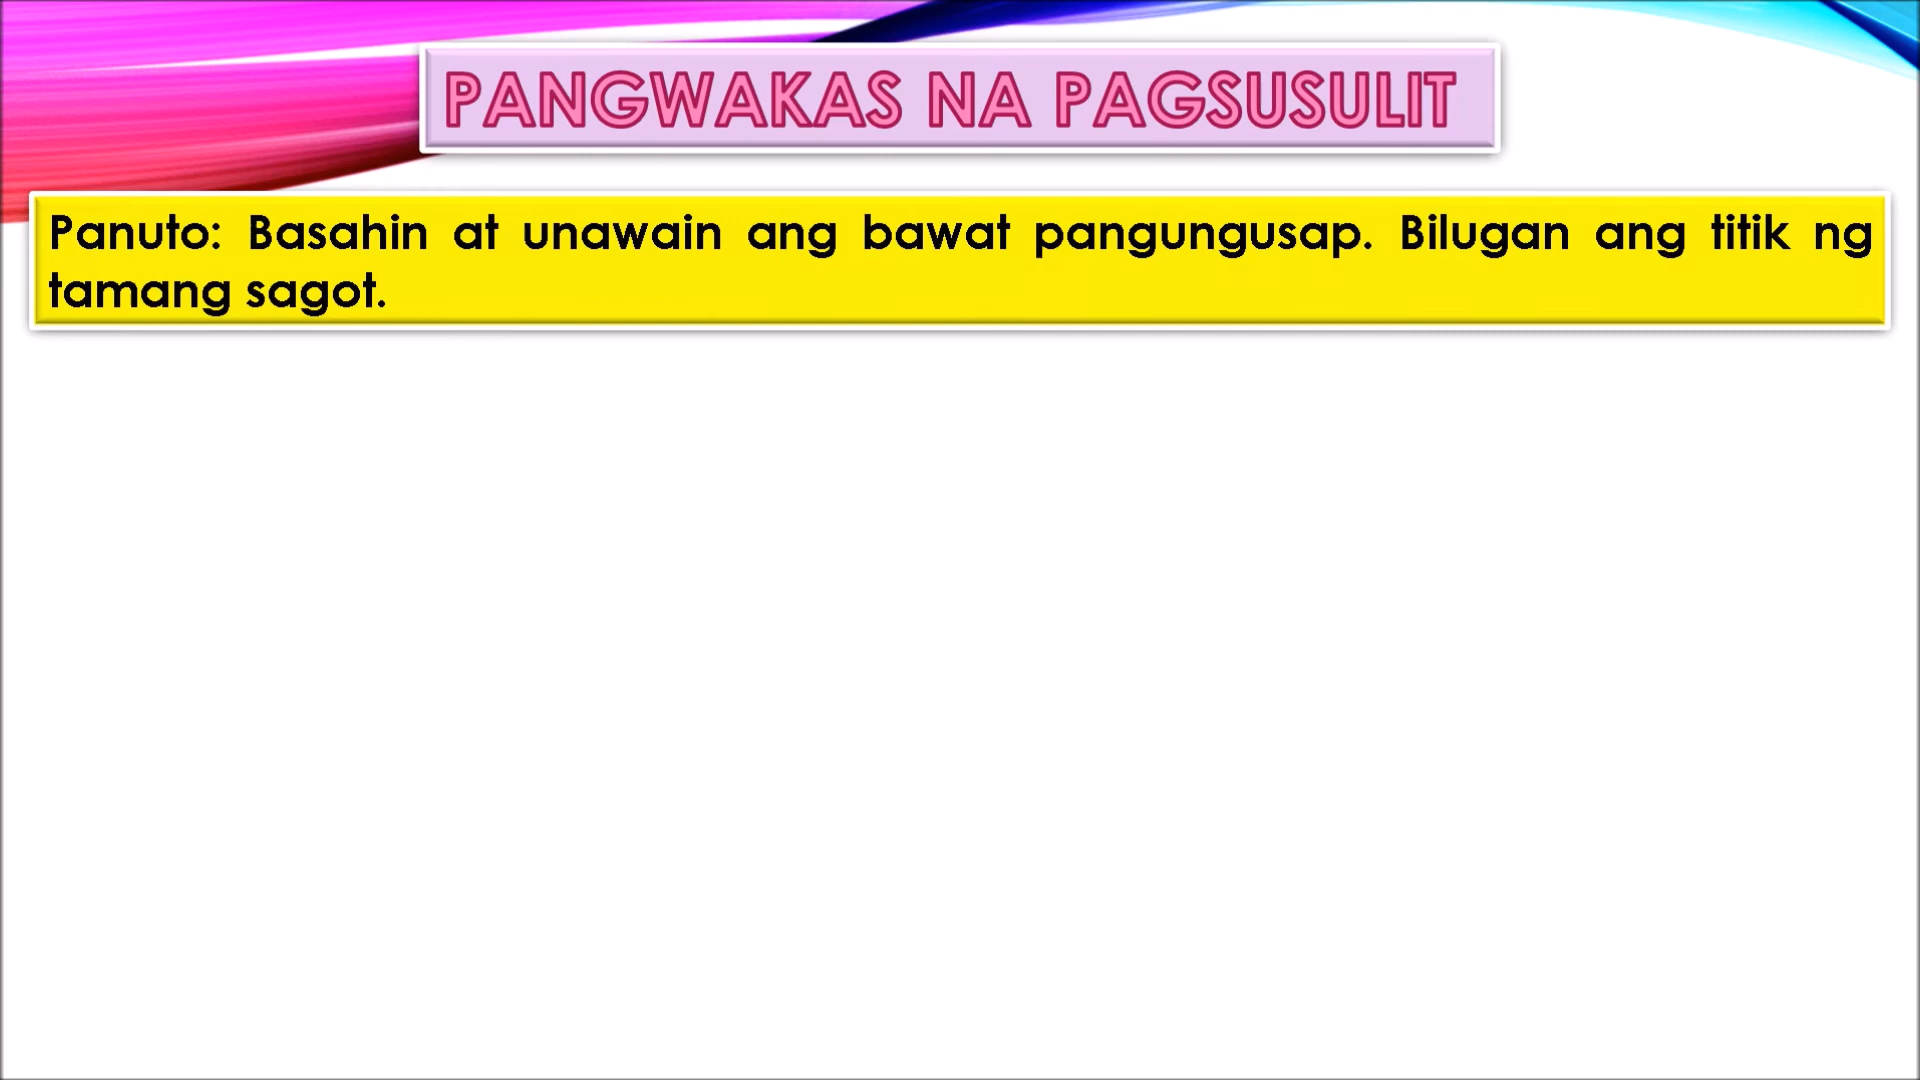 PANGWAKAS NA PAGSUSULIT
Panuto: Basahin at unawain ang bawat pangungusap. Bilugan ang titik ng
tamang sagot.